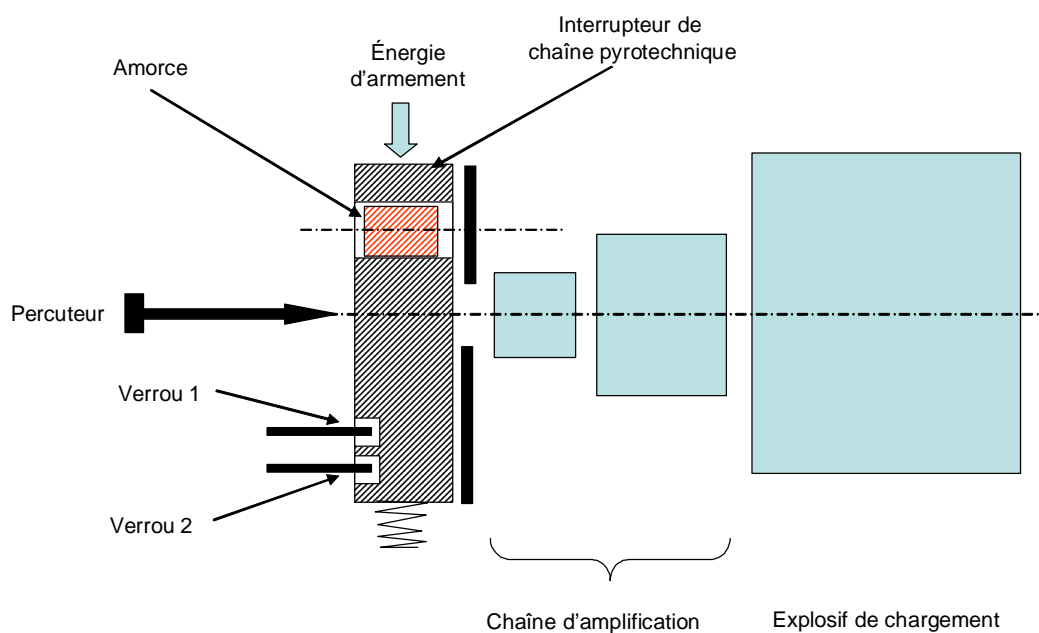 Interrupteur de
chaîne pyrotechnique
Énergie
d'armement
Amorce
Percuteur
Verrou 1
Verrou 2
Chaîne d'amplification
Explosif de chargement